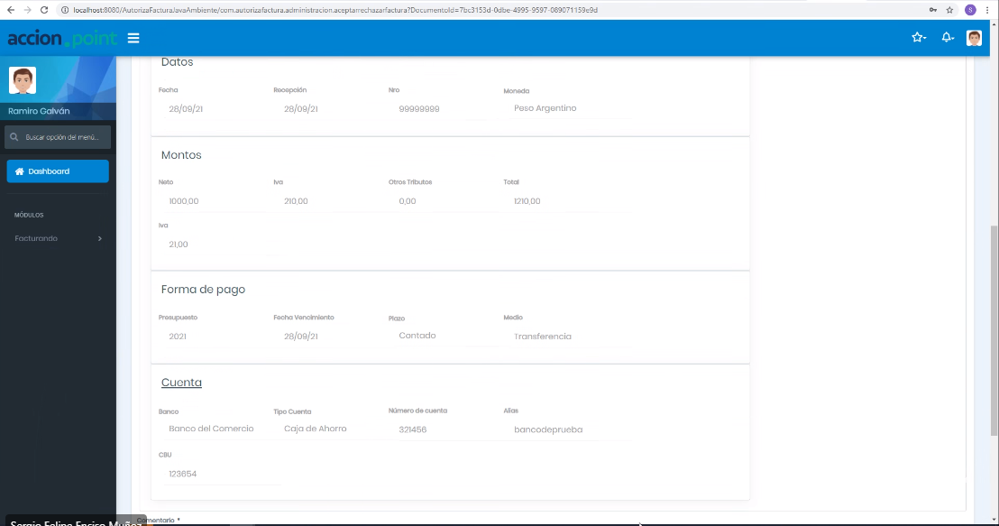 localhost:8080/AutorizaFacturaJavaAmbiente/com.autorizafactura.administracion.aceptarrechazarfactura?DocumentoId=7bc3153d-0dbe-4995-9597-089071159e9d
S
accion.point
Ramiro Galván
Buscar opción del menú...
Dashboard
MÓDULOS
Facturando
Datos
Fecha Recepción Nro Moneda
28/09/21 28/09/21 99999999 Peso Argentino
Montos
Neto Iva Otros Tributos Total
1000,00 210,00 0,00 1210,00
Iva
21,00
Forma de pago
Presupuesto Fecha Vencimiento Plazo Medio
2021 28/09/21 Contado Transferencia
Cuenta
Banco Tipo Cuenta Número de cuenta Alias
Banco del Comercio Caja de Ahorro 321456 bancodeprueba
CBU
123654
Comentario *
Sergio Felipe Enciso Muñoz